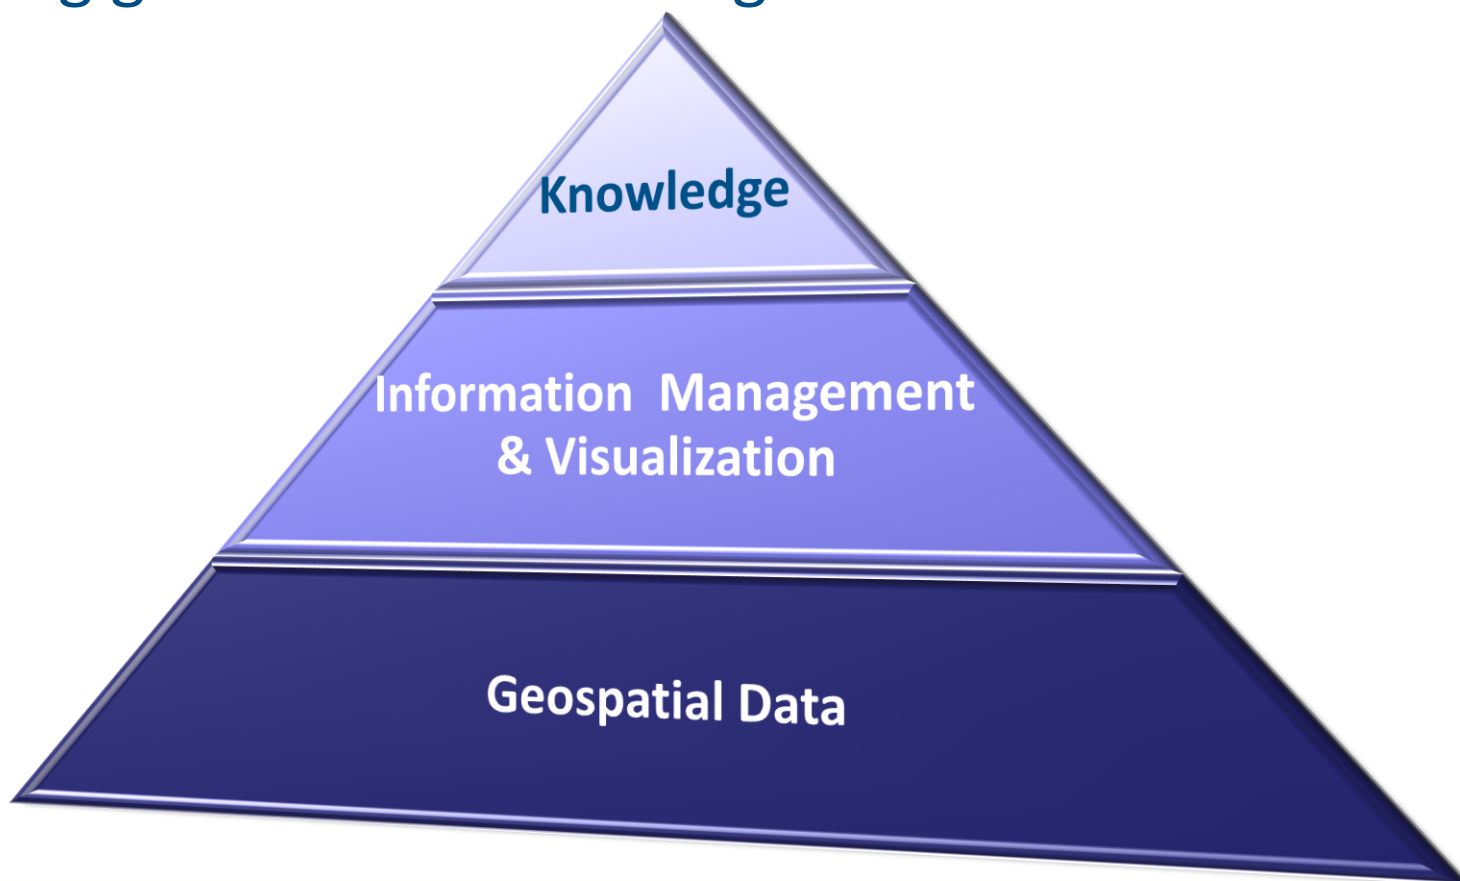 Knowledge
Information Management
& Visualization
Geospatial Data